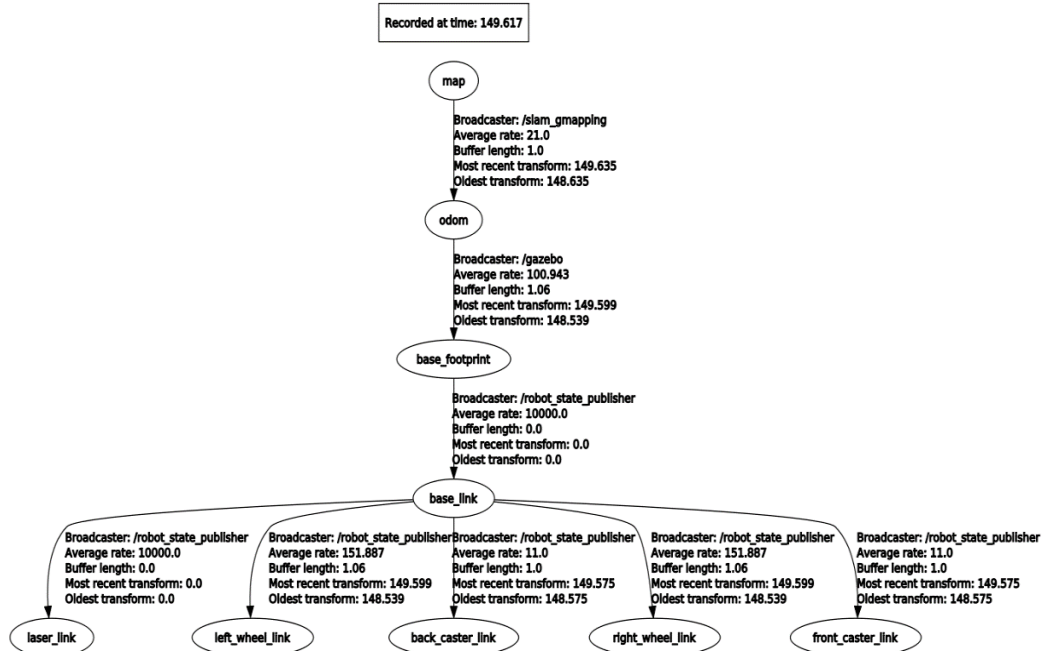 Recorded at time: 149.617
map
Broadcaster: /slam_gmapping
Average rate: 21.0
Buffer length: 1.0
Most recent transform: 149.635
Oldest transform: 148.635
odom
Broadcaster: /gazebo
Average rate: 100.943
Buffer length: 1.06
Most recent transform: 149.599
Oldest transform: 148.539
base_footprint
Broadcaster: /robot_state_publisher
Average rate: 10000.0
Buffer length: 0.0
Most recent transform: 0.0
Oldest transform: 0.0
base_link
Broadcaster: /robot_state_publisher
Average rate: 10000.0
Buffer length: 0.0
Most recent transform: 0.0
Oldest transform: 0.0
Broadcaster: /robot_state_publisher
Average rate: 151.887
Buffer length: 1.06
Most recent transform: 149.599
Oldest transform: 148.539
Broadcaster: /robot_state_publisher
Average rate: 11.0
Buffer length: 1.0
Most recent transform: 149.575
Oldest transform: 148.575
Broadcaster: /robot_state_publisher
Average rate: 151.887
Buffer length: 1.06
Most recent transform: 149.599
Oldest transform: 148.539
Broadcaster: /robot_state_publisher
Average rate: 11.0
Buffer length: 1.0
Most recent transform: 149.575
Oldest transform: 148.575
laser_link
left_wheel_link
back_caster_link
right_wheel_link
front_caster_link